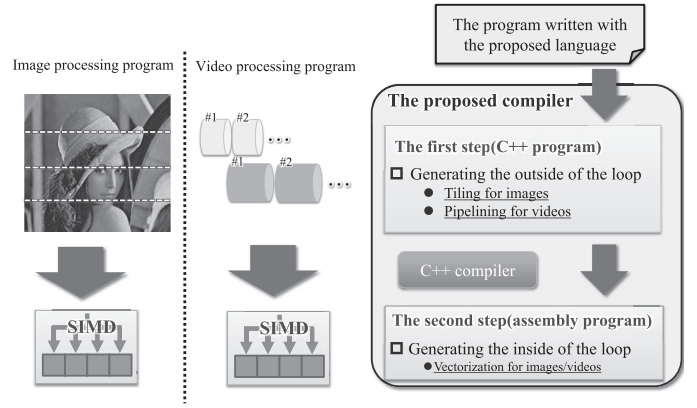 Image processing program
SIMD
Video processing program
#1 #2
#1 #2
SIMD
The program written with
the proposed language
The proposed compiler
The first step(C++ program)
Generating the outside of the loop
Tiling for images
Pipelining for videos
C++ compiler
The second step(assembly program)
Generating the inside of the loop
Vectorization for images/videos